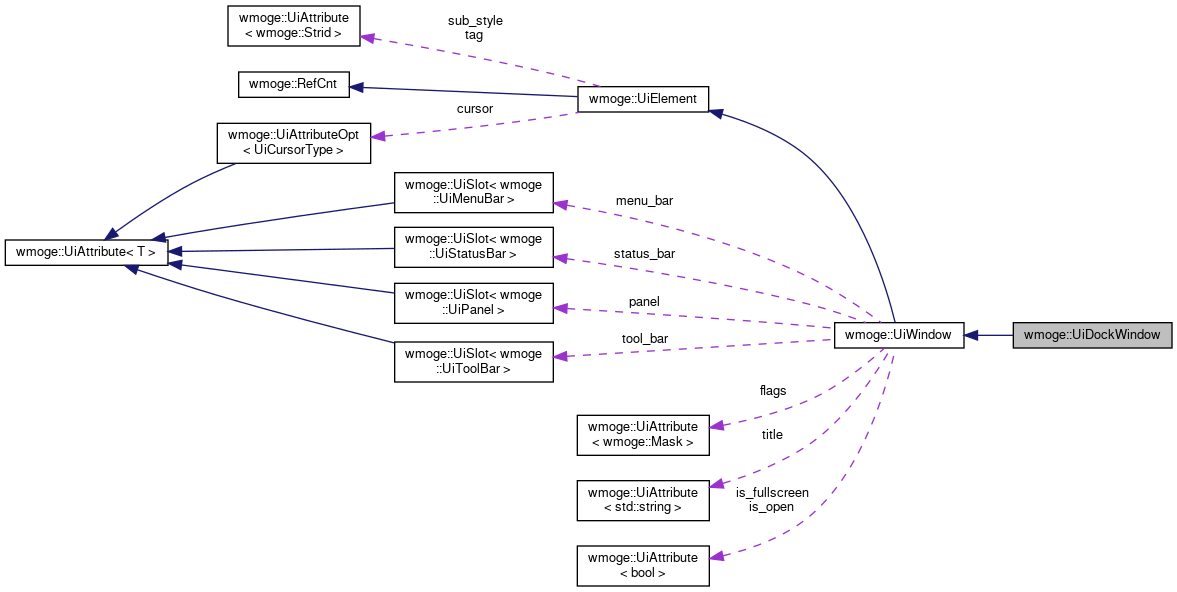 wmoge::UiAttribute
< wmoge::Strid >
sub_style
tag
wmoge::RefCnt
wmoge::UiElement
cursor
wmoge::UiAttributeOpt
< UiCursorType >
wmoge::UiSlot< wmoge
::UiMenuBar >
menu_bar
wmoge::UiAttribute< T >
wmoge::UiSlot< wmoge
::UiStatusBar >
status_bar
wmoge::UiSlot< wmoge
::UiPanel >
panel
wmoge::UiWindow
wmoge::UiDockWindow
wmoge::UiSlot< wmoge
::UiToolBar >
tool_bar
flags
wmoge::UiAttribute
< wmoge::Mask >
title
wmoge::UiAttribute
< std::string >
is_fullscreen
is_open
wmoge::UiAttribute
< bool >